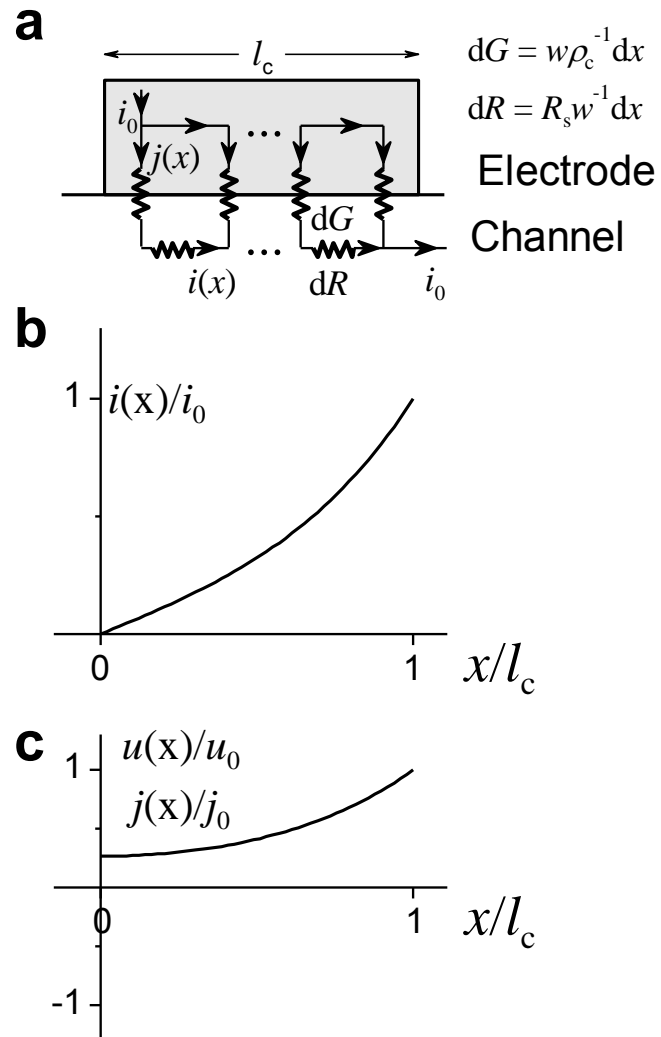 a
l_c
dG = wρ_c^{-1}dx
i_0
dR = R_s w^{-1}dx
...
...
j(x)
Electrode
dG
Channel
...
...
i(x)
dR
i_0
b
1
i(x)/i_0
0
1
x/l_c
c
u(x)/u_0
1
j(x)/j_0
0
1
x/l_c
-1